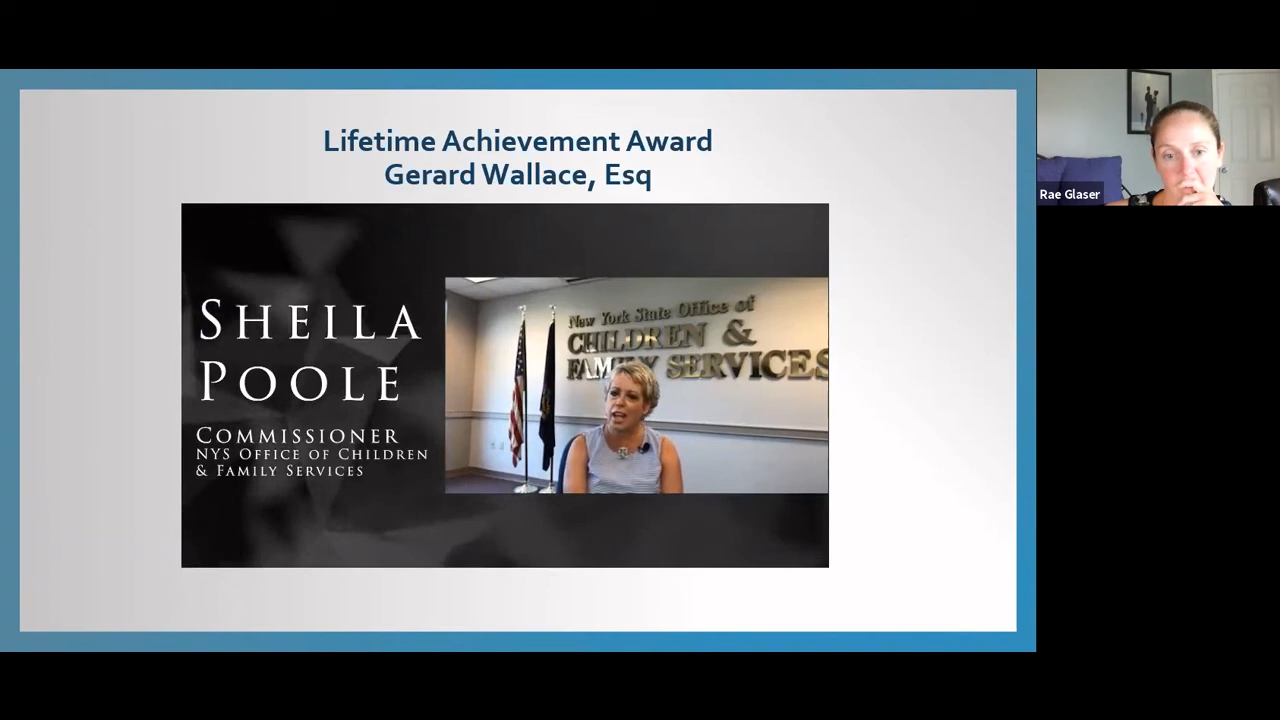 Lifetime Achievement Award
Gerard Wallace, Esq
SHEILA
POOLE
COMMISSIONER
NYS OFFICE OF CHILDREN
& FAMILY SERVICES
New York State Office of
CHILDREN &
FAMILY SERVICES
Rae Glaser